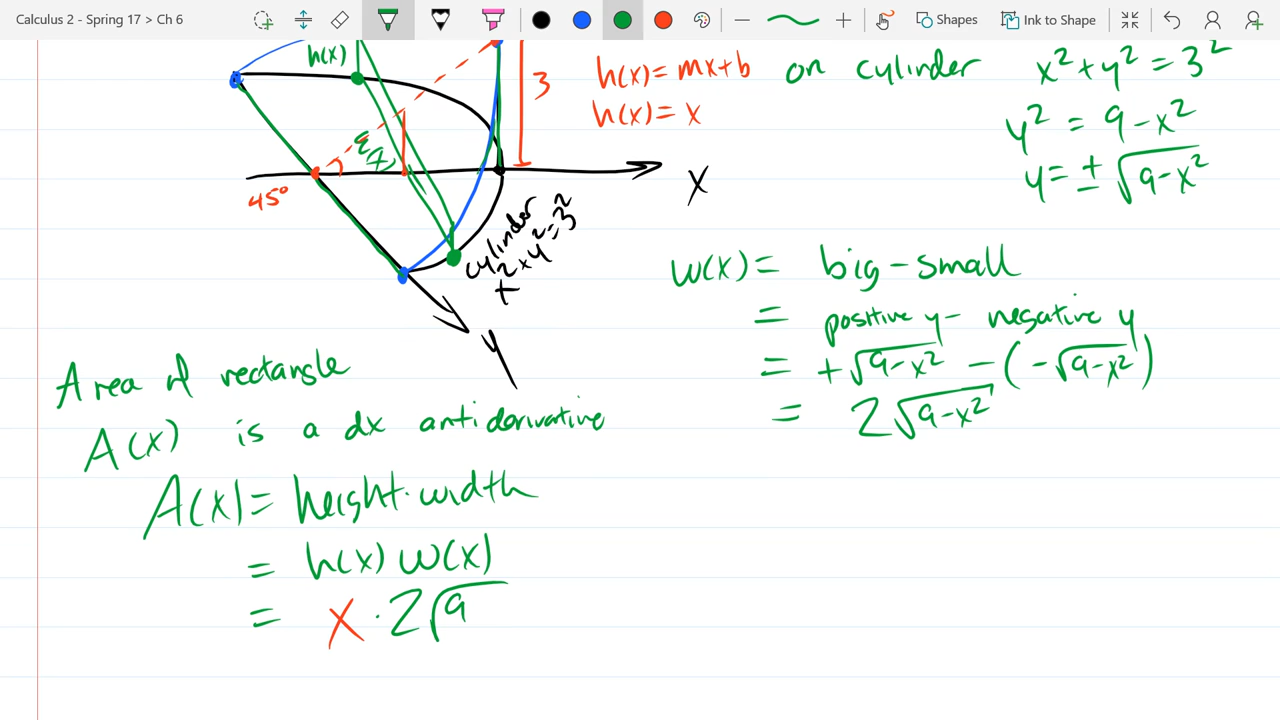 Calculus 2 - Spring 17 > Ch 6
Shapes
Ink to Shape
h(x)
3
h(x) = mx+b
h(x) = x
on cylinder x² + y² = 3²
y² = 9 - x²
y = ± √9-x²
45°
x
cylinder
x² + y² = 3²
y
w(x) = big - small
= positive y - negative y
= + √9-x² - (-√9-x²)
= 2√9-x²
Area of rectangle
A(x) is a dx antiderivative
A(x) = height · width
= h(x) w(x)
= x · 2√9